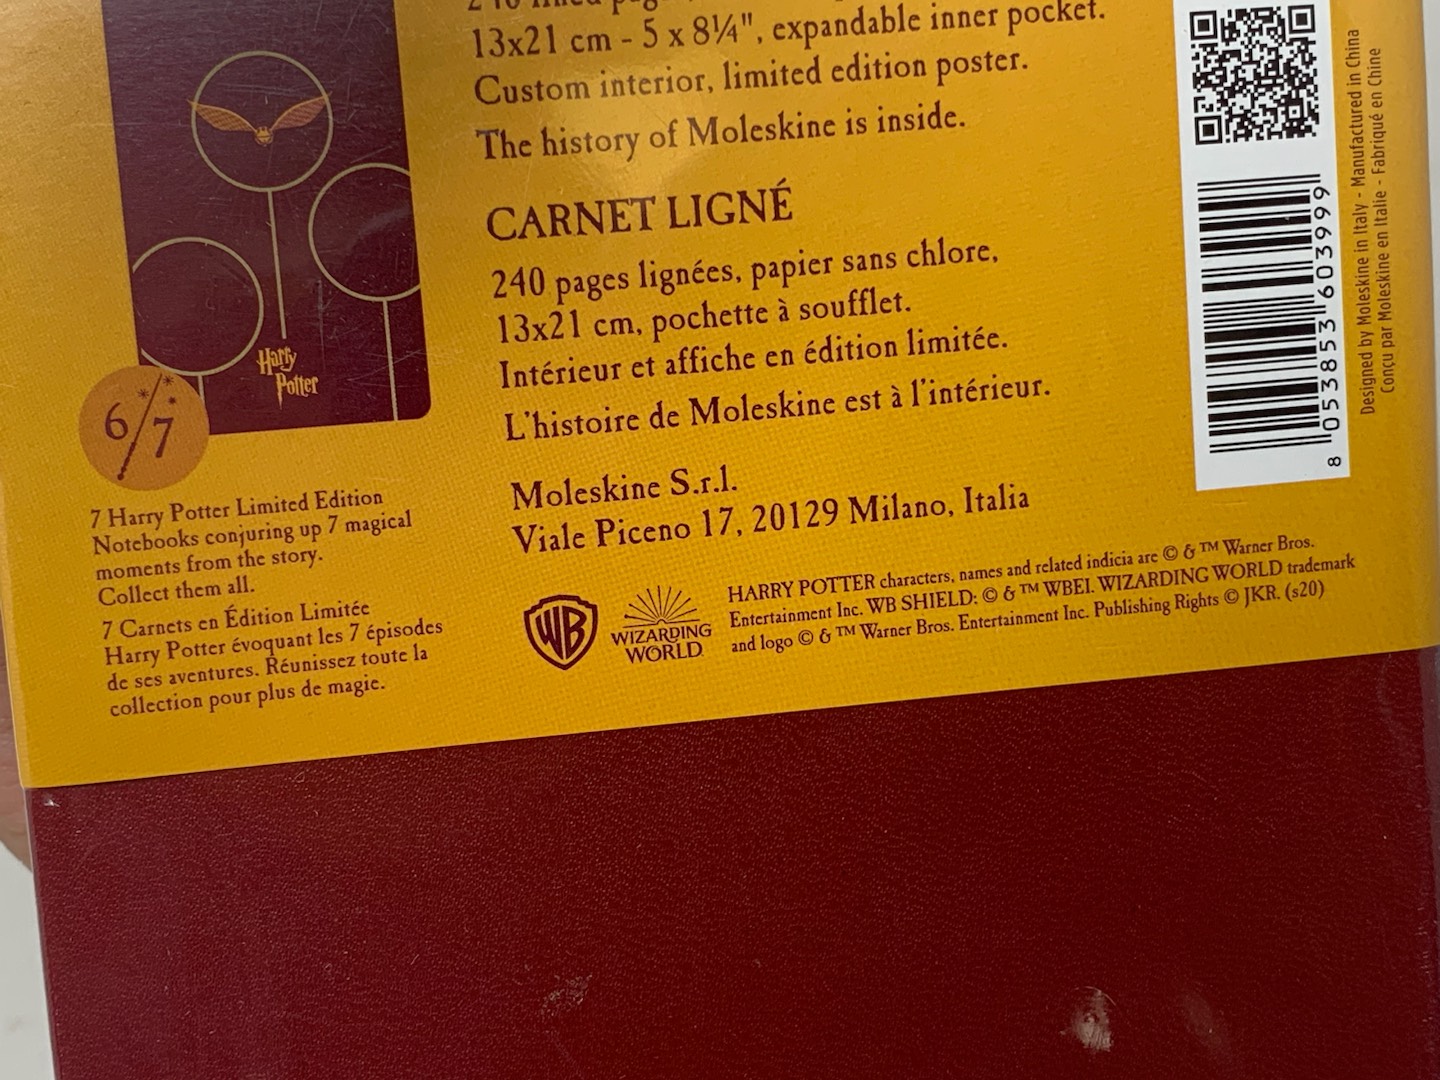 13x21 cm - 5 x 8¼", expandable inner pocket.
Custom interior, limited edition poster.
The history of Moleskine is inside.
CARNET LIGNÉ
240 pages lignées, papier sans chlore,
13x21 cm, pochette à soufflet.
Intérieur et affiche en édition limitée.
L'histoire de Moleskine est à l'intérieur.
Moleskine S.r.l.
Viale Piceno 17, 20129 Milano, Italia
Harry
Potter
6/7
7 Harry Potter Limited Edition
Notebooks conjuring up 7 magical
moments from the story.
Collect them all.
7 Carnets en Édition Limitée
Harry Potter évoquant les 7 épisodes
de ses aventures. Réunissez toute la
collection pour plus de magie.
WB
WIZARDING
WORLD
HARRY POTTER characters, names and related indicia are © & ™ Warner Bros.
Entertainment Inc. WB SHIELD: © & ™ WBEI. WIZARDING WORLD trademark
and logo © & ™ Warner Bros. Entertainment Inc. Publishing Rights © JKR. (s20)
8 053853 603999
Designed by Moleskine in Italy - Manufactured in China
Conçu par Moleskine en Italie - Fabriqué en Chine